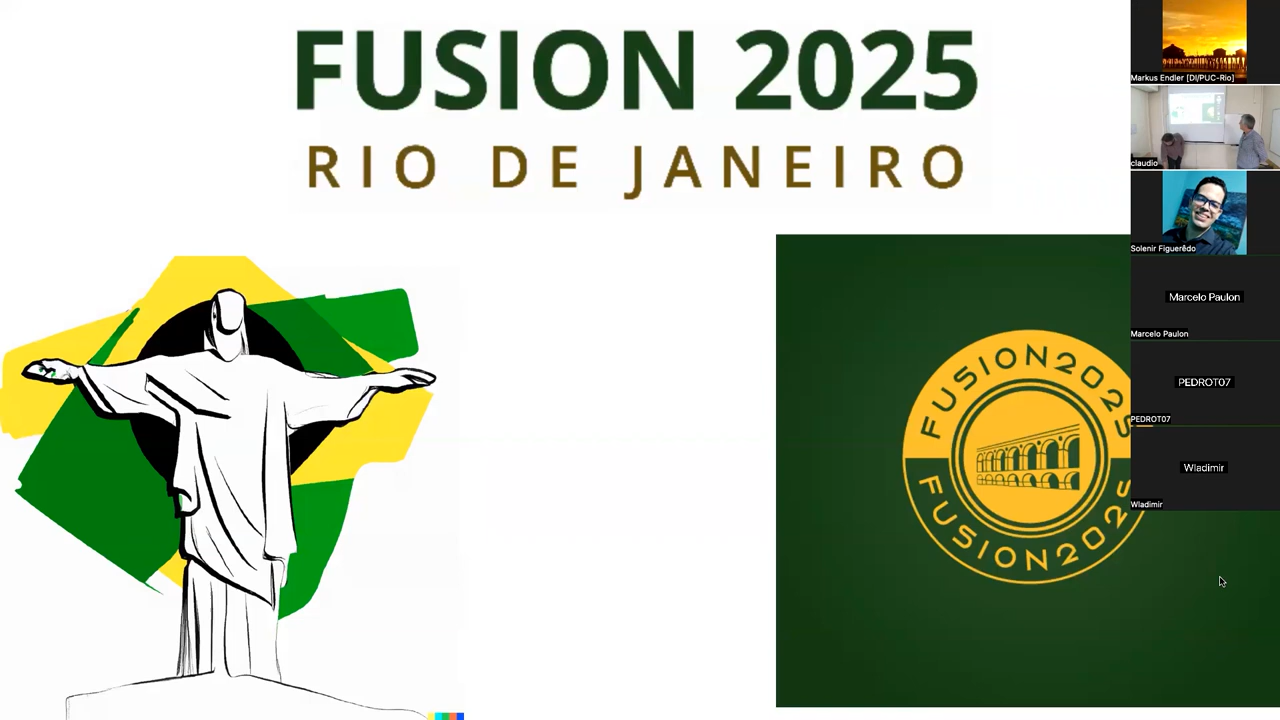 FUSION 2025
RIO DE JANEIRO
FUSION2025
FUSION2025
Markus Endler [DI/PUC-Rio]
claudio
Solenir Figuerêdo
Marcelo Paulon
Marcelo Paulon
PEDROT07
PEDROT07
Wladimir
Wladimir